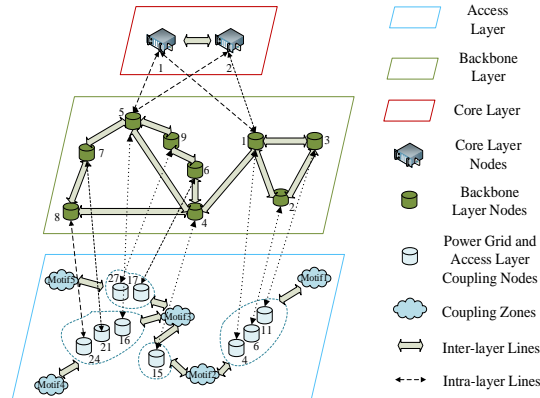 1
2
5
9
1
3
7
6
2
8
4
27
17
Motif5
Motif1
16
Motif3
11
21
6
24
15
4
Motif4
Motif2
Access
Layer
Backbone
Layer
Core Layer
Core Layer
Nodes
Backbone
Layer Nodes
Power Grid and
Access Layer
Coupling Nodes
Coupling Zones
Inter-layer Lines
Intra-layer Lines